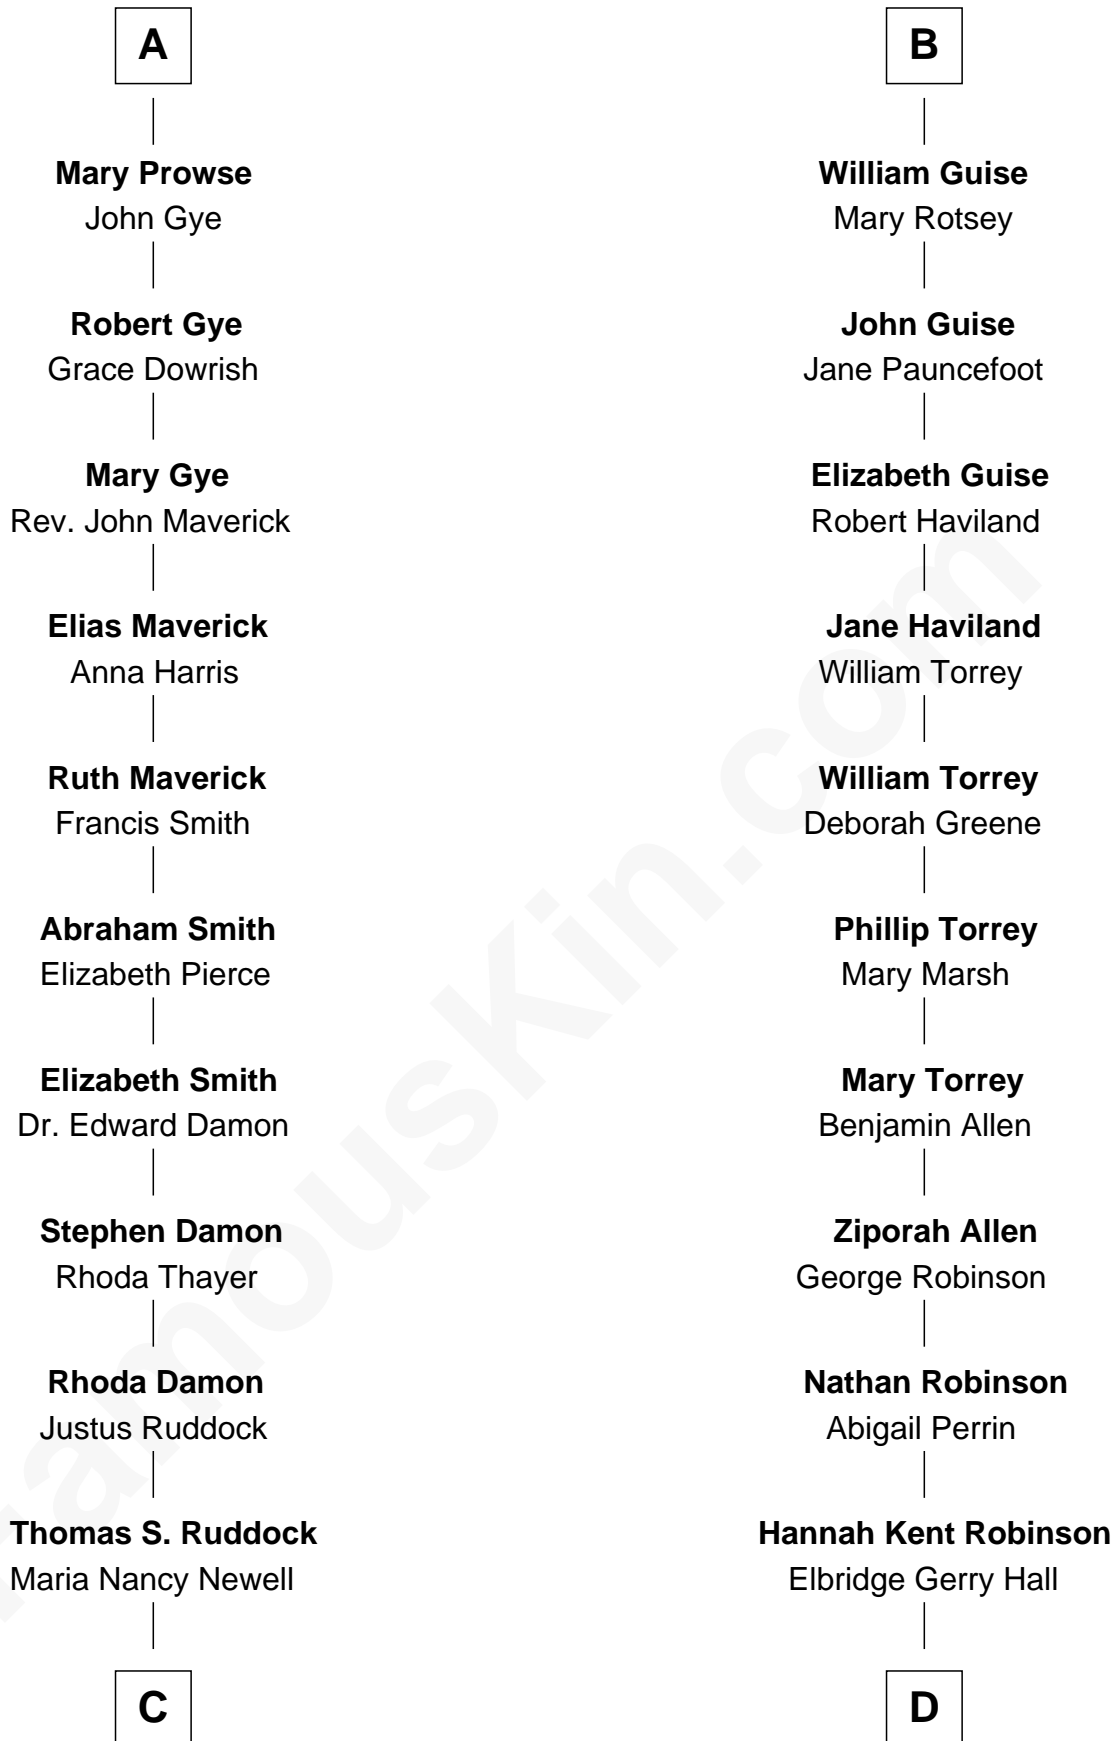 A
Mary Prowse
John Gye
Robert Gye
Grace Dowrish
Mary Gye
Rev. John Maverick
Elias Maverick
Anna Harris
Ruth Maverick
Francis Smith
Abraham Smith
Elizabeth Pierce
Elizabeth Smith
Dr. Edward Damon
Stephen Damon
Rhoda Thayer
Rhoda Damon
Justus Ruddock
Thomas S. Ruddock
Maria Nancy Newell
C
B
William Guise
Mary Rotsey
John Guise
Jane Pauncefoot
Elizabeth Guise
Robert Haviland
Jane Haviland
William Torrey
William Torrey
Deborah Greene
Phillip Torrey
Mary Marsh
Mary Torrey
Benjamin Allen
Ziporah Allen
George Robinson
Nathan Robinson
Abigail Perrin
Hannah Kent Robinson
Elbridge Gerry Hall
D
FamousKin.com